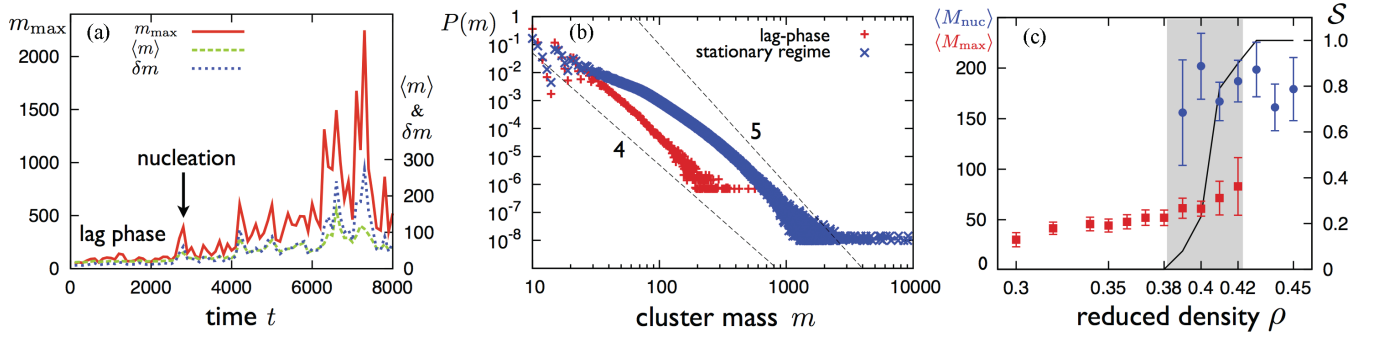 m_max
(a)
m_max
⟨m⟩
δm
2000
1500
1000
500
0
nucleation
lag phase
⟨m⟩
&
δm
300
200
100
0
0 2000 4000 6000 8000
time t
P(m)
(b)
lag-phase
stationary regime
1
10^-1
10^-2
10^-3
10^-4
10^-5
10^-6
10^-7
10^-8
4
5
10 100 1000 10000
cluster mass m
⟨M_nuc⟩
⟨M_max⟩
(c)
S
200
150
100
50
0
1.0
0.8
0.6
0.4
0.2
0
0.3 0.35 0.38 0.4 0.42 0.45
reduced density ρ